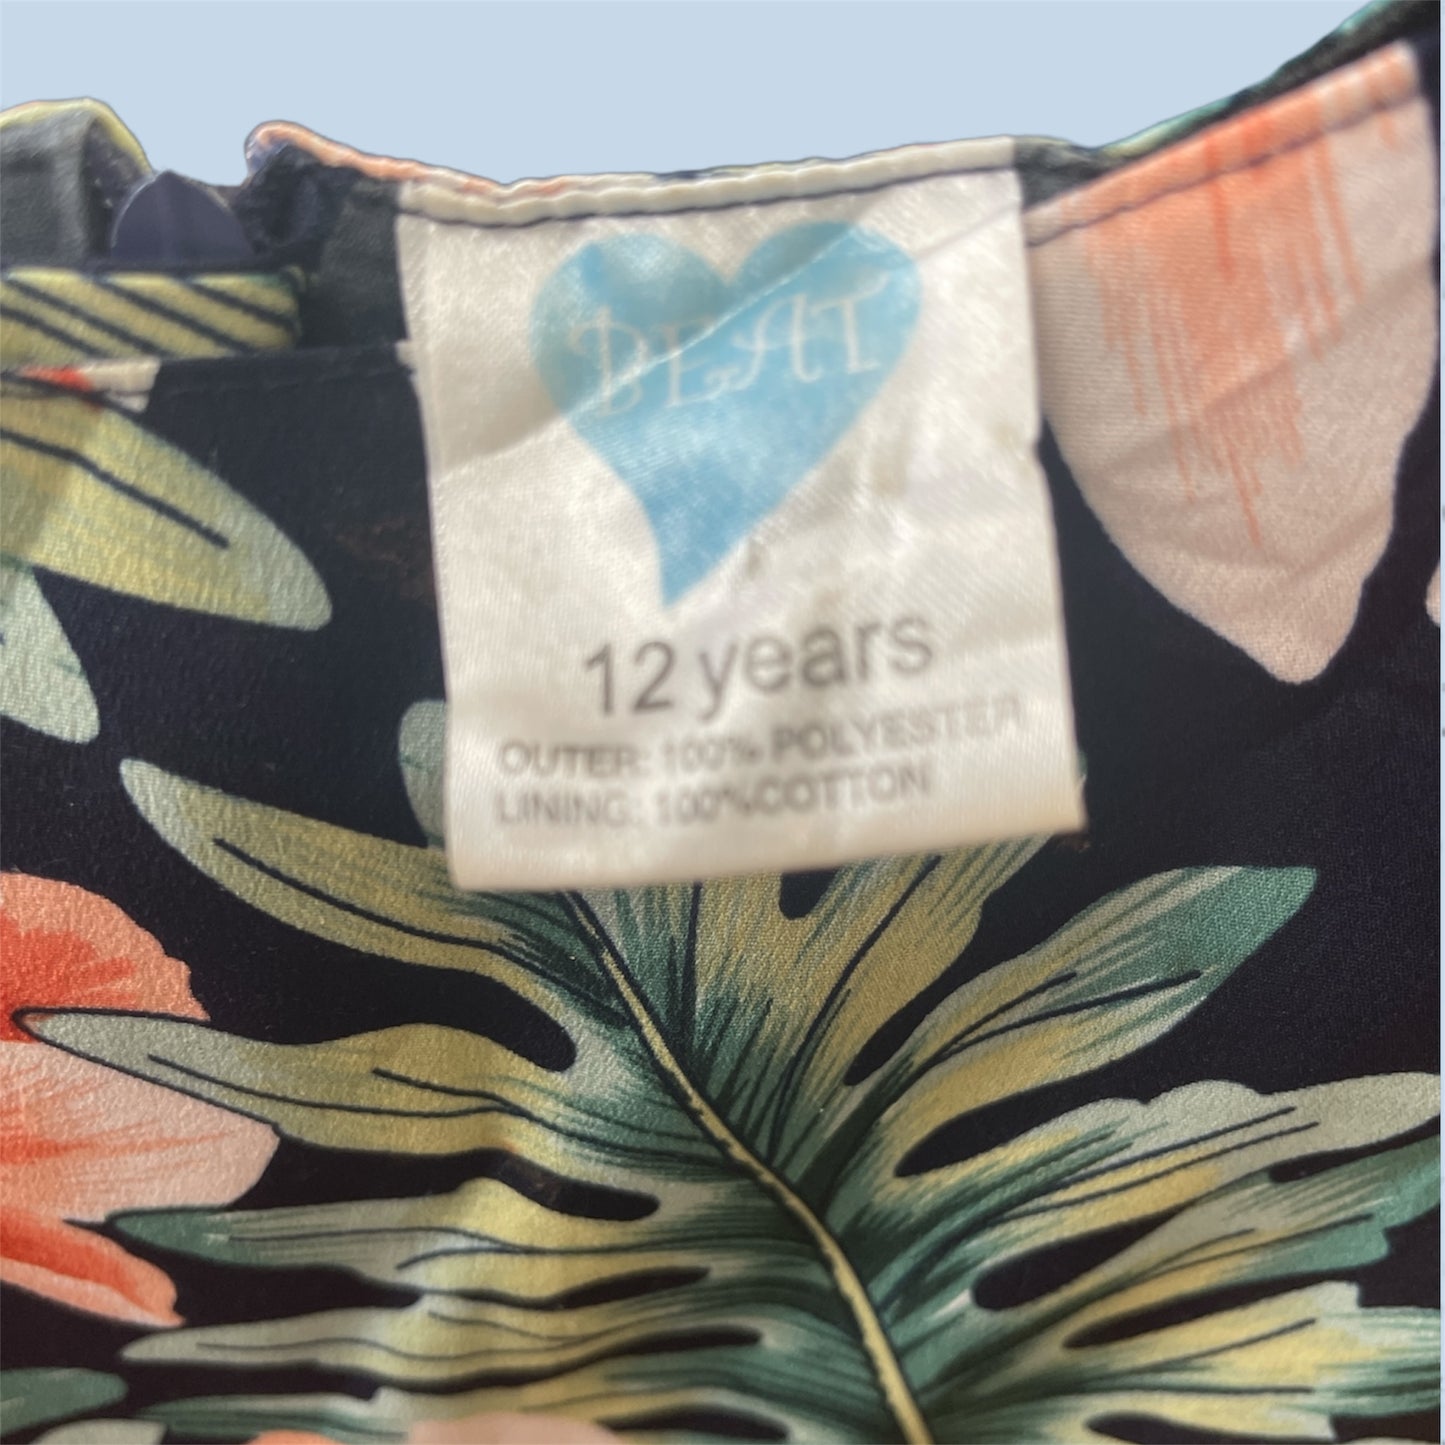 BEAT
12 years
OUTER: 100% POLYESTER
LINING: 100%COTTON